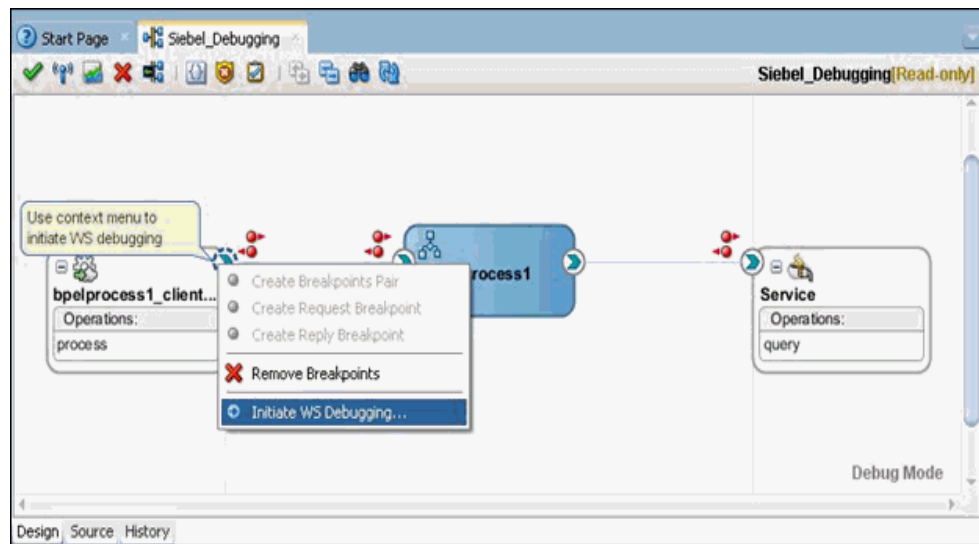 Start Page
Siebel_Debugging
Siebel_Debugging[Read-only]
Use context menu to
initiate WS debugging
bpelprocess1_client...
Operations:
process
rocess1
Service
Operations:
query
Create Breakpoints Pair
Create Request Breakpoint
Create Reply Breakpoint
Remove Breakpoints
Initiate WS Debugging...
Debug Mode
Design
Source
History